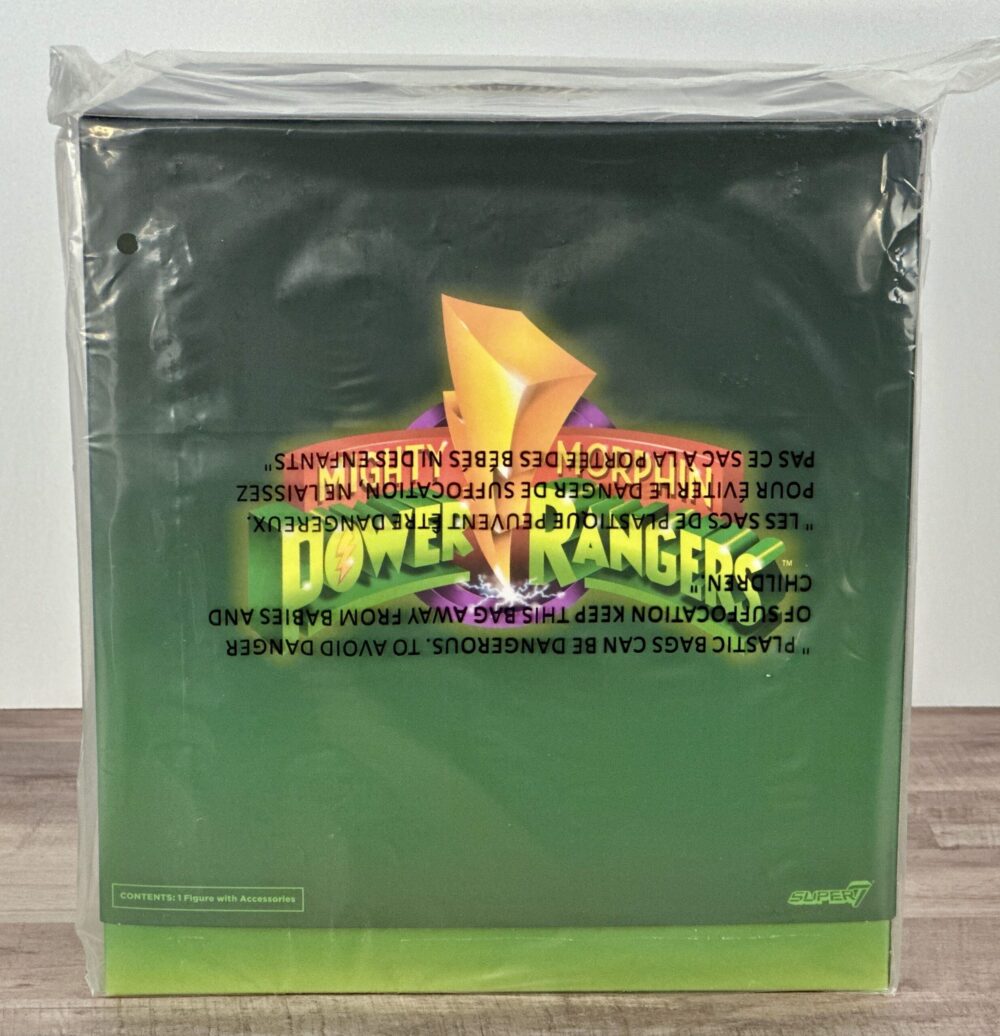 MIGHTY MORPHIN
POWER RANGERS
™
" PLASTIC BAGS CAN BE DANGEROUS. TO AVOID DANGER
OF SUFFOCATION KEEP THIS BAG AWAY FROM BABIES AND
CHILDREN. "
" LES SACS DE PLASTIQUE PEUVENT ÊTRE DANGEREUX.
POUR ÉVITER LE DANGER DE SUFFOCATION, NE LAISSEZ
PAS CE SAC A LA PORTÉE DES BÉBÉS NI DES ENFANTS"
CONTENTS: 1 Figure with Accessories
SUPER7